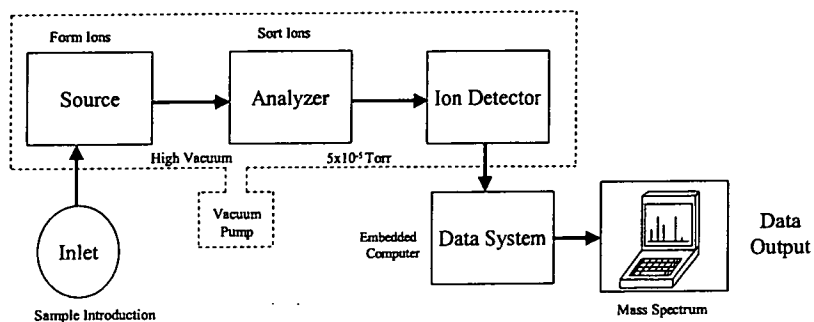 Form Ions
Sort Ions
Source
Analyzer
Ion Detector
High Vacuum
5x10⁻⁵ Torr
Vacuum
Pump
Inlet
Sample Introduction
Embedded
Computer
Data System
Data
Output
Mass Spectrum